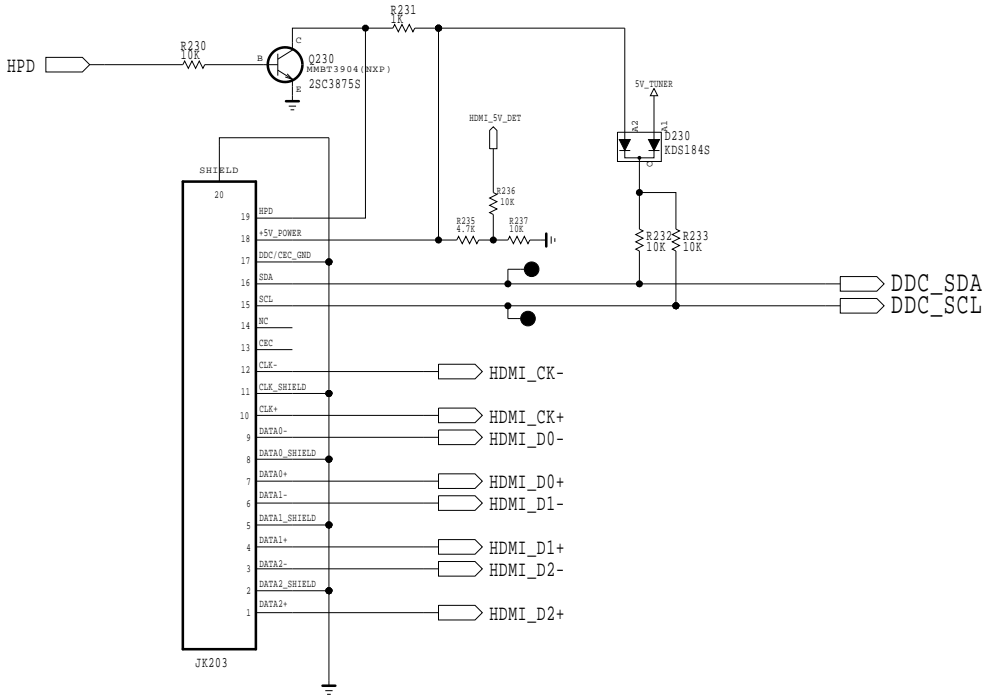 R231
1K
R230
10K
HPD
C
B
E
Q230
MMBT3904(NXP)
2SC3875S
5V_TUNER
A2
A1
D230
KDS184S
C
HDMI_5V_DET
R236
10K
R235
4.7K
R237
10K
R232
10K
R233
10K
SHIELD
20
19 HPD
18 +5V_POWER
17 DDC/CEC_GND
16 SDA
DDC_SDA
15 SCL
DDC_SCL
14 NC
13 CEC
12 CLK-
HDMI_CK-
11 CLK_SHIELD
10 CLK+
HDMI_CK+
9 DATA0-
HDMI_D0-
8 DATA0_SHIELD
7 DATA0+
HDMI_D0+
6 DATA1-
HDMI_D1-
5 DATA1_SHIELD
4 DATA1+
HDMI_D1+
3 DATA2-
HDMI_D2-
2 DATA2_SHIELD
1 DATA2+
HDMI_D2+
JK203